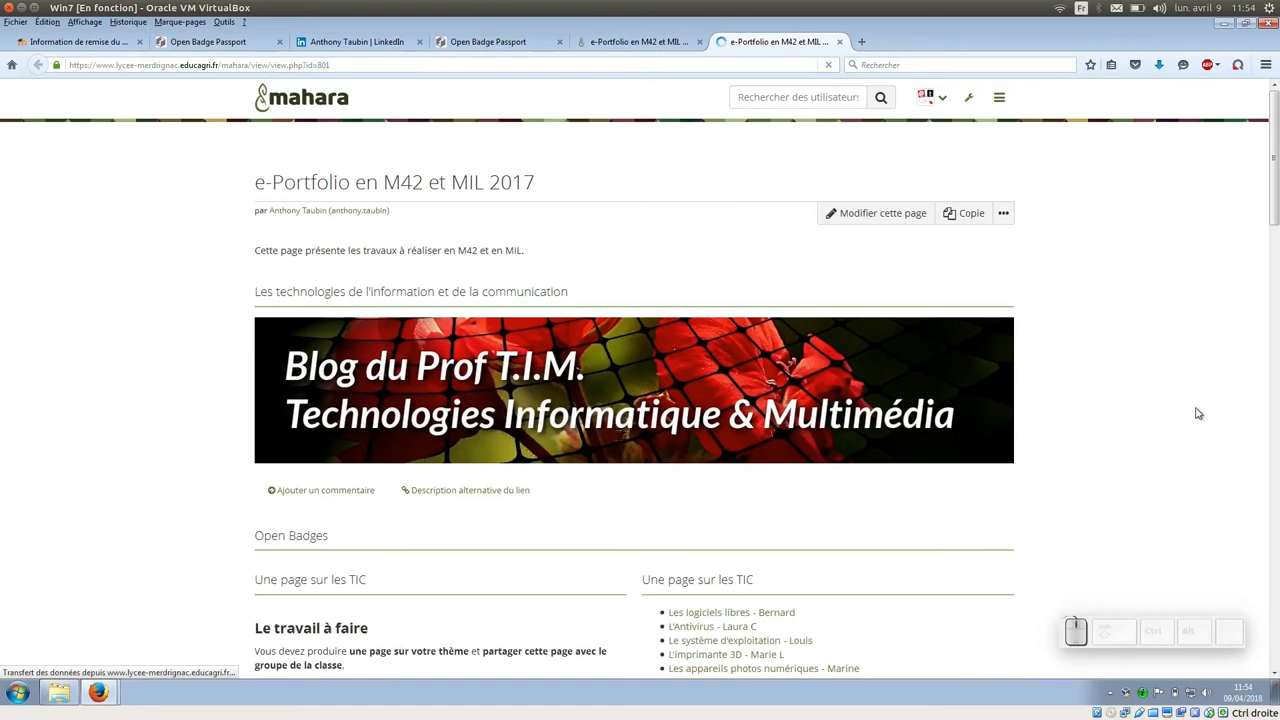 Win7 [En fonction] - Oracle VM VirtualBox
Fr
lun. avril 9
11:54
Fichier Édition Affichage Historique Marque-pages Outils ?
Information de remise du ...
Open Badge Passport
Anthony Taubin | LinkedIn
Open Badge Passport
e-Portfolio en M42 et MIL ...
e-Portfolio en M42 et MIL ...
https://www.lycee-merdrignac.educagri.fr/mahara/view/view.php?id=801
Rechercher
ABP
mahara
Rechercher des utilisateurs
e-Portfolio en M42 et MIL 2017
par Anthony Taubin (anthony.taubin)
Modifier cette page
Copie
Cette page présente les travaux à réaliser en M42 et en MIL.
Les technologies de l'information et de la communication
Blog du Prof T.I.M.
Technologies Informatique & Multimédia
Ajouter un commentaire
Description alternative du lien
Open Badges
Une page sur les TIC
Une page sur les TIC
Le travail à faire
Vous devez produire une page sur votre thème et partager cette page avec le
groupe de la classe.
Les logiciels libres - Bernard
L'Antivirus - Laura C
Le système d'exploitation - Louis
L'imprimante 3D - Marie L
Les appareils photos numériques - Marine
Ctrl
Alt
Transfert des données depuis www.lycee-merdrignac.educagri.fr...
11:54
09/04/2018
Ctrl droite